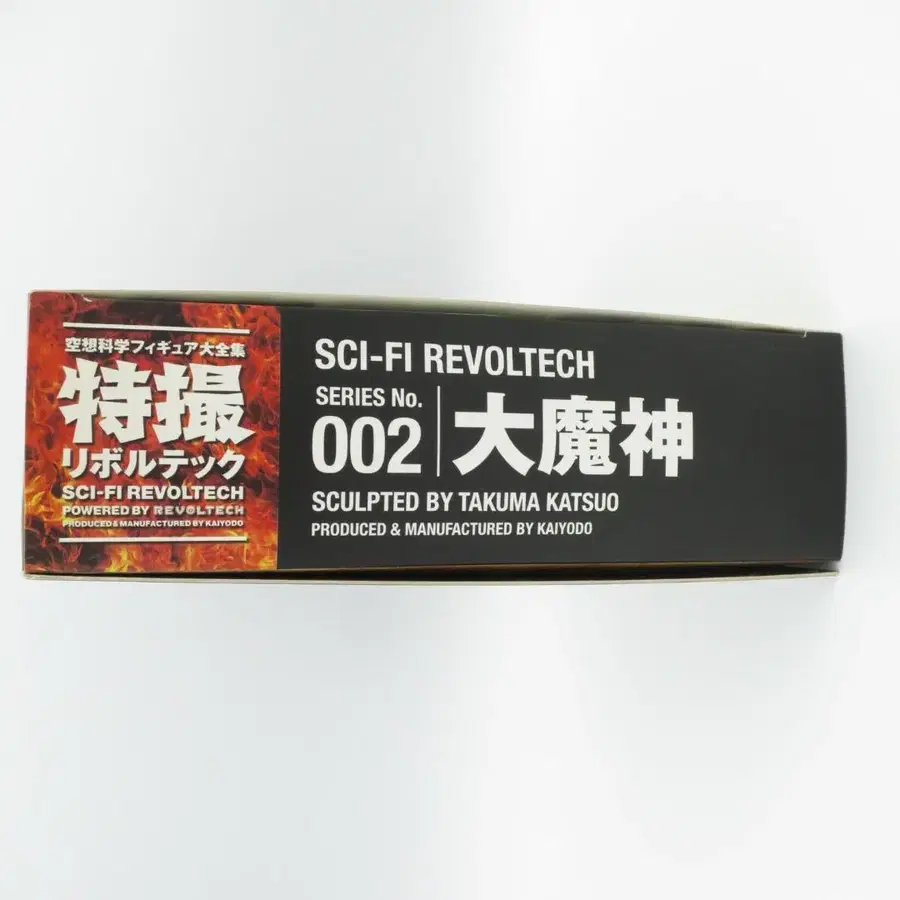 空想科学フィギュア大全集
特撮
リボルテック
SCI-FI REVOLTECH
POWERED BY REVOLTECH
PRODUCED & MANUFACTURED BY KAIYODO
SCI-FI REVOLTECH
SERIES No.
002
大魔神
SCULPTED BY TAKUMA KATSUO
PRODUCED & MANUFACTURED BY KAIYODO